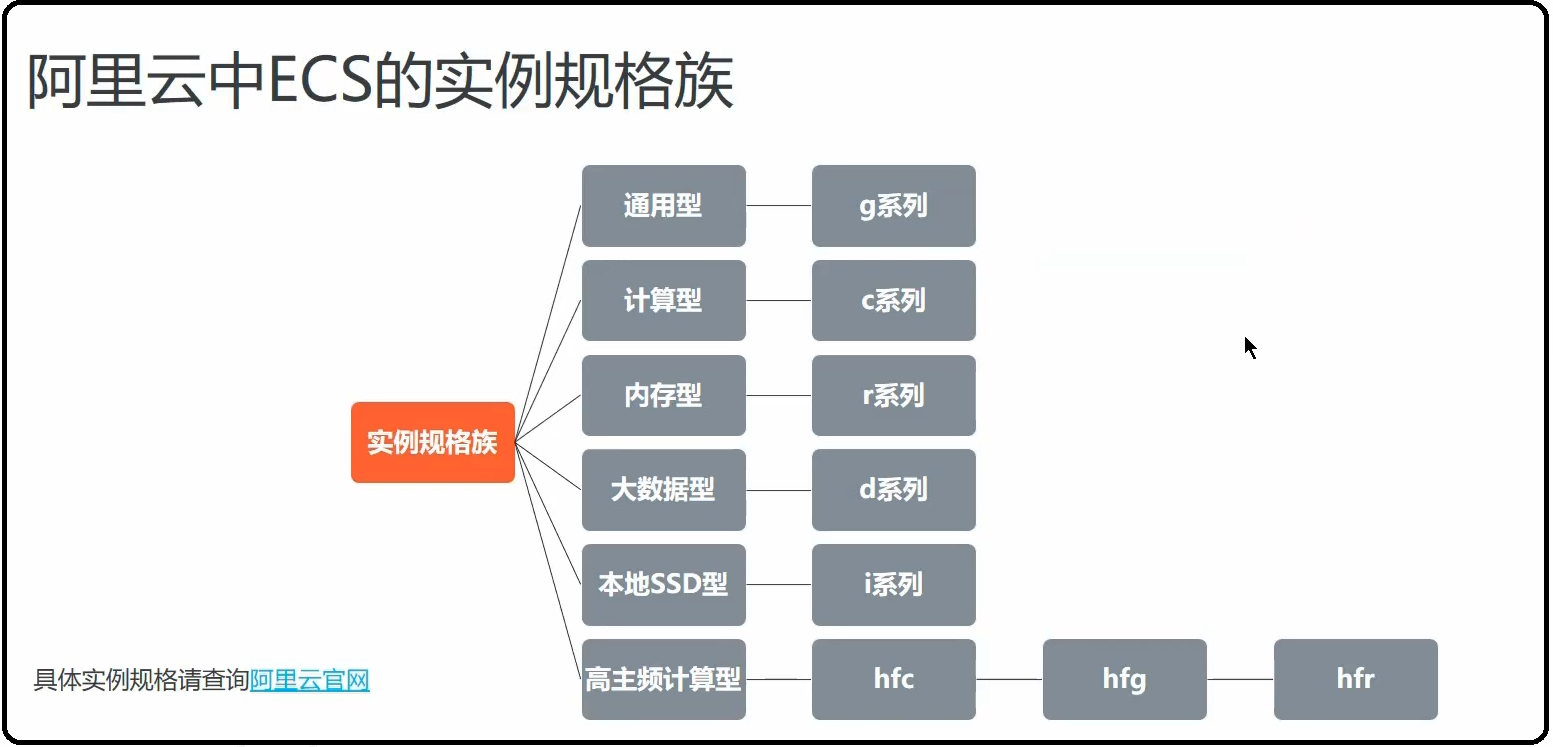 阿里云中ECS的实例规格族
通用型 g系列
计算型 c系列
内存型 r系列
实例规格族
大数据型 d系列
本地SSD型 i系列
高主频计算型 hfc hfg hfr
具体实例规格请查询阿里云官网